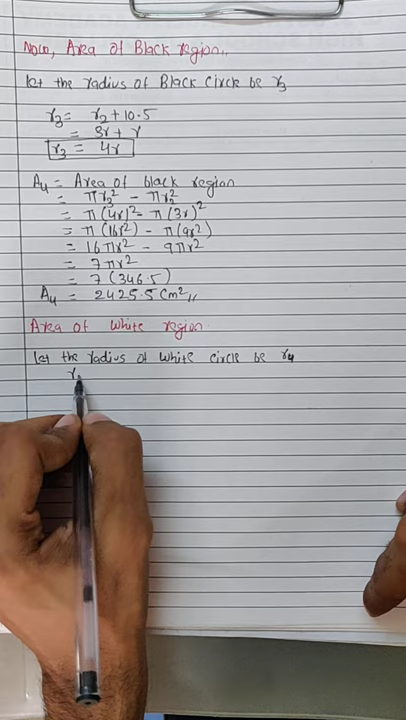 Now, Area of Black region,,
let the radius of Black circle be r3
r3 = r2 + 10.5
= 3r + r
r3 = 4r
A4 = Area of black region
= πr3² - πr2²
= π(4r)² - π(3r)²
= π(16r²) - π(9r²)
= 16πr² - 9πr²
= 7πr²
= 7(346.5)
A4 = 2425.5 cm²,,
Area of white region.
let the radius of white circle be r4
r